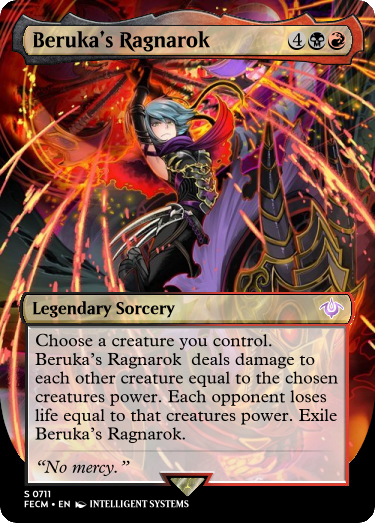 Beruka's Ragnarok 4
Legendary Sorcery
Choose a creature you control.
Beruka's Ragnarok deals damage to
each other creature equal to the chosen
creatures power. Each opponent loses
life equal to that creatures power. Exile
Beruka's Ragnarok.
“No mercy.”
S 0711
FECM • EN INTELLIGENT SYSTEMS